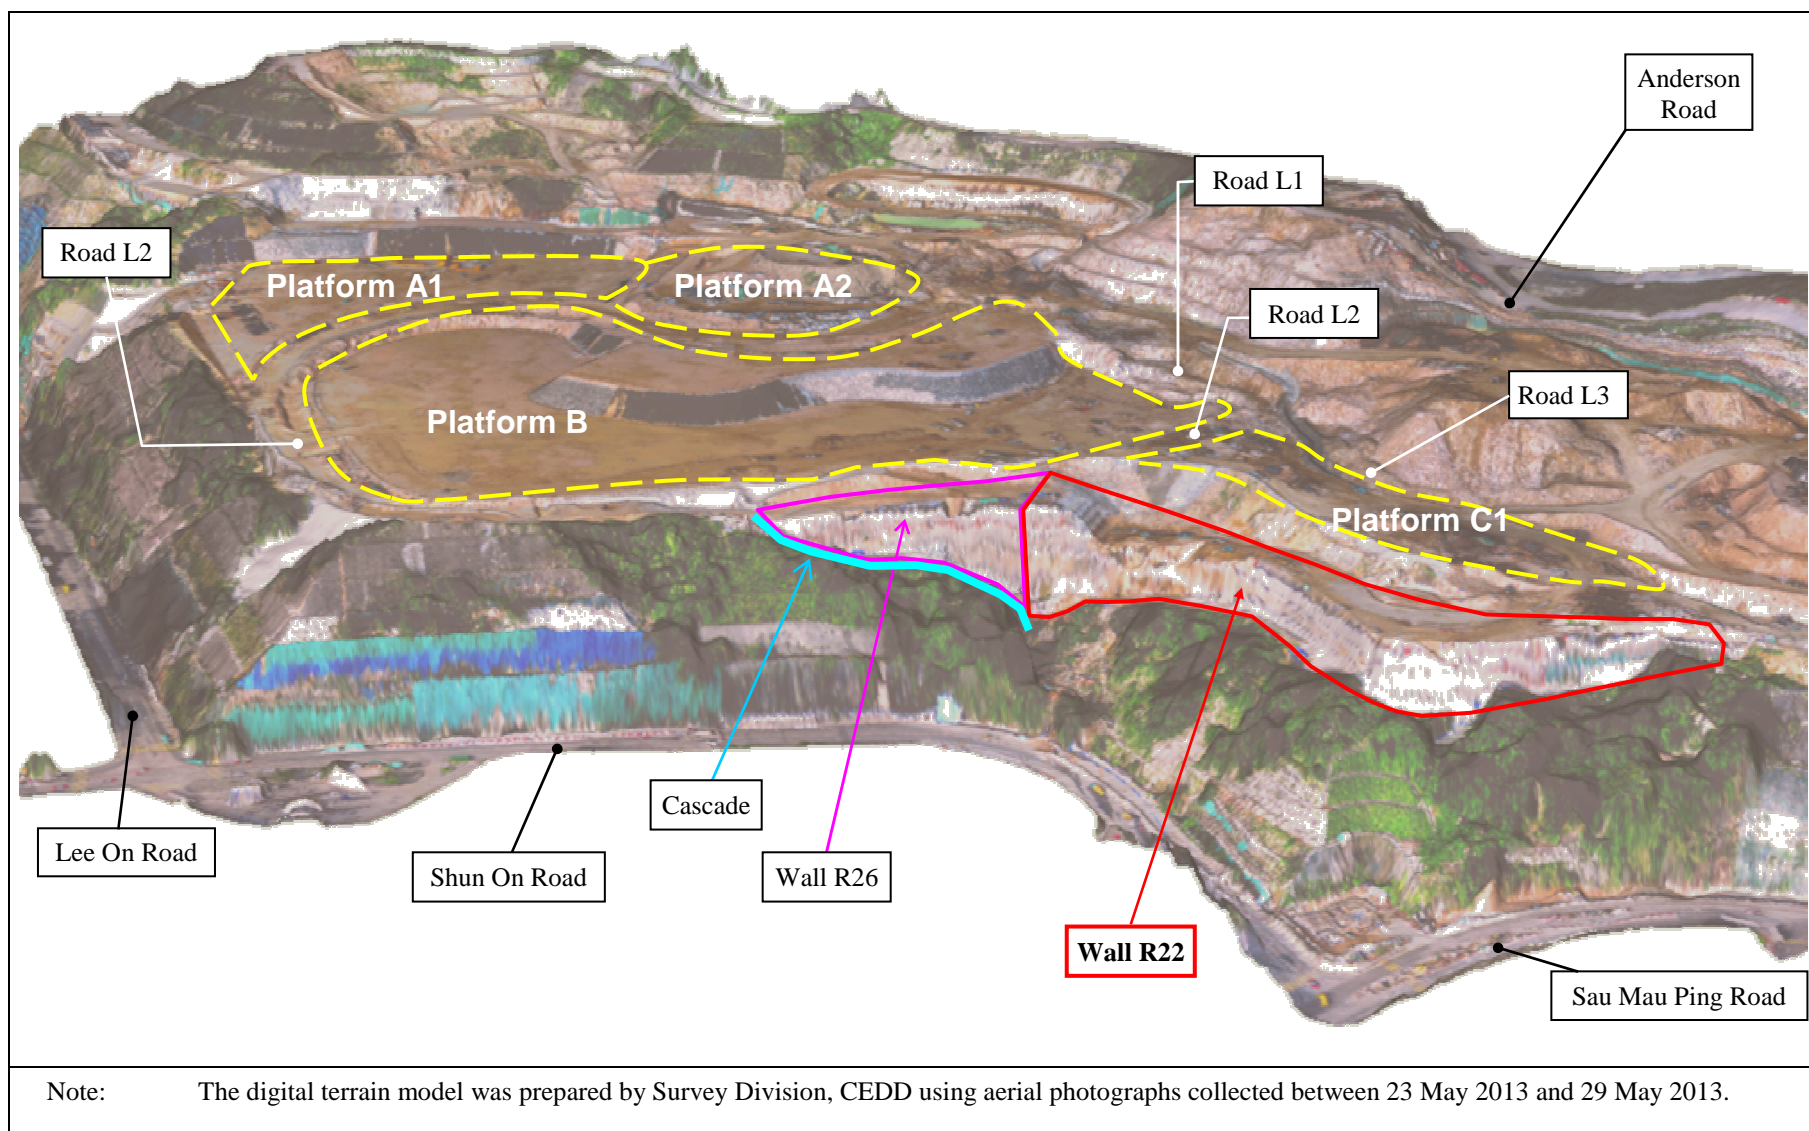 Anderson
Road
Road L1
Road L2
Platform A1
Platform A2
Road L2
Road L3
Platform B
Platform C1
Cascade
Lee On Road
Shun On Road
Wall R26
Wall R22
Sau Mau Ping Road
Note: The digital terrain model was prepared by Survey Division, CEDD using aerial photographs collected between 23 May 2013 and 29 May 2013.